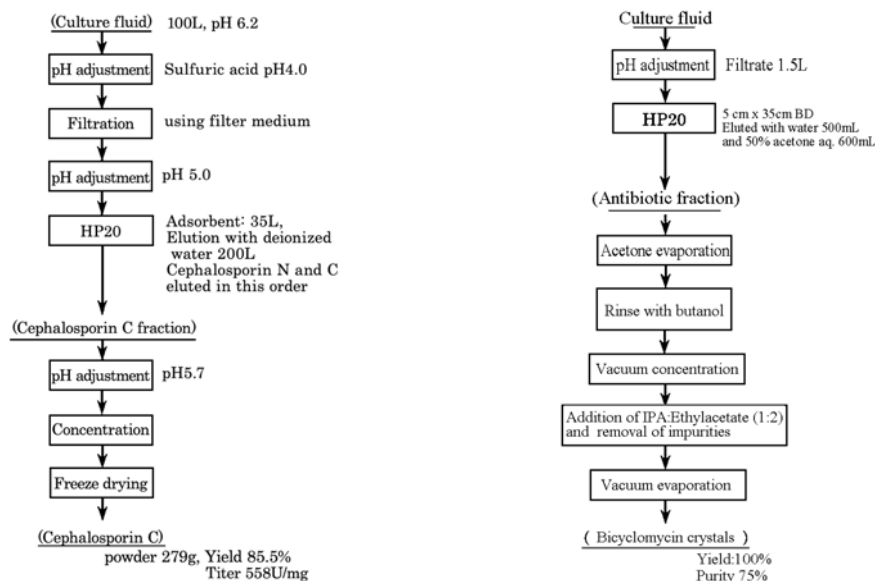 (Culture fluid)
100L, pH 6.2
pH adjustment
Sulfuric acid pH4.0
Filtration
using filter medium
pH adjustment
pH 5.0
HP20
Adsorbent: 35L,
Elution with deionized
water 200L
Cephalosporin N and C
eluted in this order
(Cephalosporin C fraction)
pH adjustment
pH5.7
Concentration
Freeze drying
(Cephalosporin C)
powder 279g, Yield 85.5%
Titer 558U/mg
Culture fluid
pH adjustment
Filtrate 1.5L
HP20
5 cm x 35cm BD
Eluted with water 500mL
and 50% acetone aq. 600mL
(Antibiotic fraction)
Acetone evaporation
Rinse with butanol
Vacuum concentration
Addition of IPA:Ethylacetate (1:2)
and removal of impurities
Vacuum evaporation
( Bicyclomycin crystals )
Yield:100%
Purity 75%